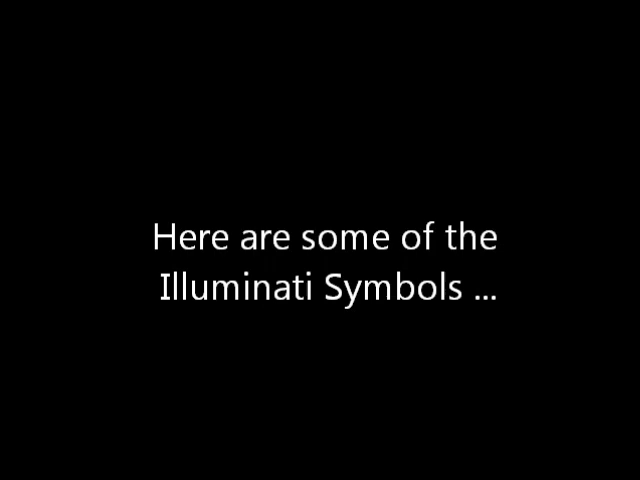 Here are some of the
Illuminati Symbols ...